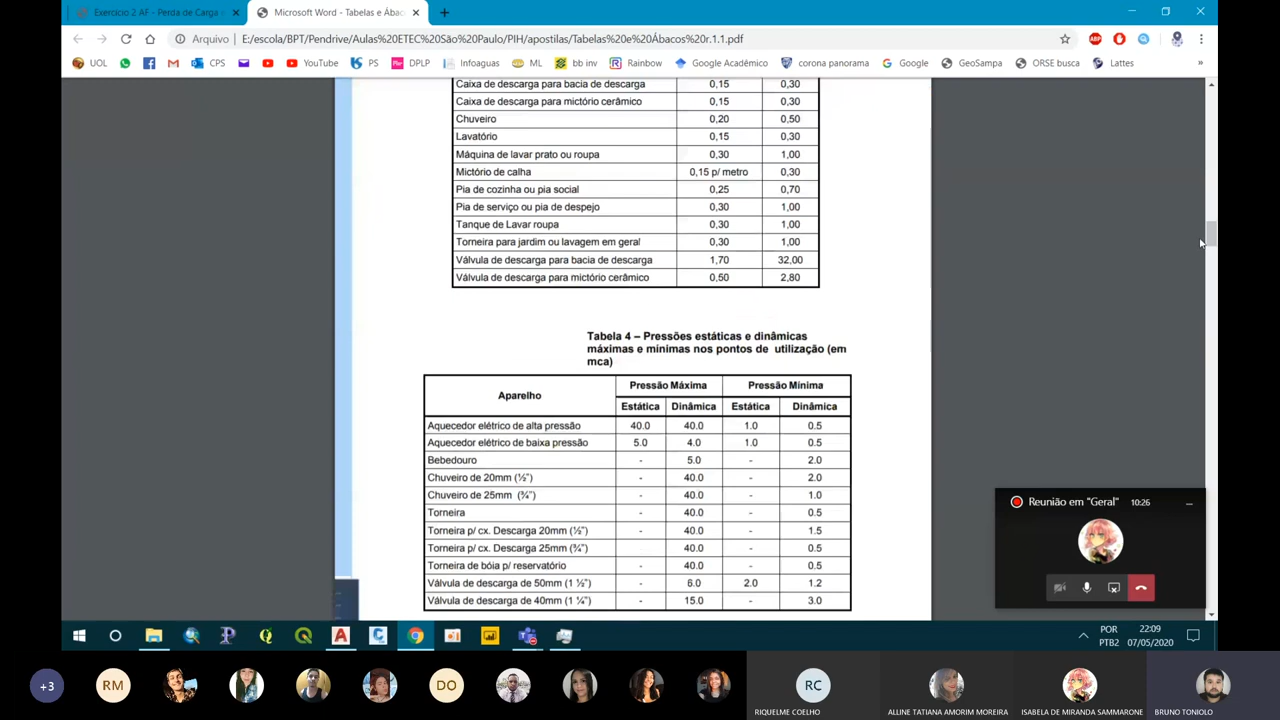 Exercício 2 AF - Perda de Carga
Microsoft Word - Tabelas e Ábac
Arquivo
E:/escola/BPT/Pendrive/Aulas%20ETEC%20São%20Paulo/PIH/apostilas/Tabelas%20e%20Ábacos%20r.1.1.pdf
ABP
UOL
CPS
YouTube
PS
DPLP
Infoaguas
ML
bb inv
Rainbow
Google Acadêmico
corona panorama
Google
GeoSampa
ORSE busca
Lattes
»
Caixa de descarga para bacia de descarga 0,15 0,30
Caixa de descarga para mictório cerâmico 0,15 0,30
Chuveiro 0,20 0,50
Lavatório 0,15 0,30
Máquina de lavar prato ou roupa 0,30 1,00
Mictório de calha 0,15 p/ metro 0,30
Pia de cozinha ou pia social 0,25 0,70
Pia de serviço ou pia de despejo 0,30 1,00
Tanque de Lavar roupa 0,30 1,00
Torneira para jardim ou lavagem em geral 0,30 1,00
Válvula de descarga para bacia de descarga 1,70 32,00
Válvula de descarga para mictório cerâmico 0,50 2,80
Tabela 4 – Pressões estáticas e dinâmicas
máximas e mínimas nos pontos de utilização (em
mca)
Aparelho Pressão Máxima Pressão Mínima
Estática Dinâmica Estática Dinâmica
Aquecedor elétrico de alta pressão 40.0 40.0 1.0 0.5
Aquecedor elétrico de baixa pressão 5.0 4.0 1.0 0.5
Bebedouro - 5.0 - 2.0
Chuveiro de 20mm (½") - 40.0 - 2.0
Chuveiro de 25mm (¾") - 40.0 - 1.0
Torneira - 40.0 - 0.5
Torneira p/ cx. Descarga 20mm (½") - 40.0 - 1.5
Torneira p/ cx. Descarga 25mm (¾") - 40.0 - 0.5
Torneira de bóia p/ reservatório - 40.0 - 0.5
Válvula de descarga de 50mm (1 ½") - 6.0 2.0 1.2
Válvula de descarga de 40mm (1 ¼") - 15.0 - 3.0
Reunião em "Geral" 10:26
POR
PTB2
22:09
07/05/2020
+3
RM
DO
RC
RIQUELME COELHO
ALLINE TATIANA AMORIM MOREIRA
ISABELA DE MIRANDA SAMMARONE
BRUNO TONIOLO